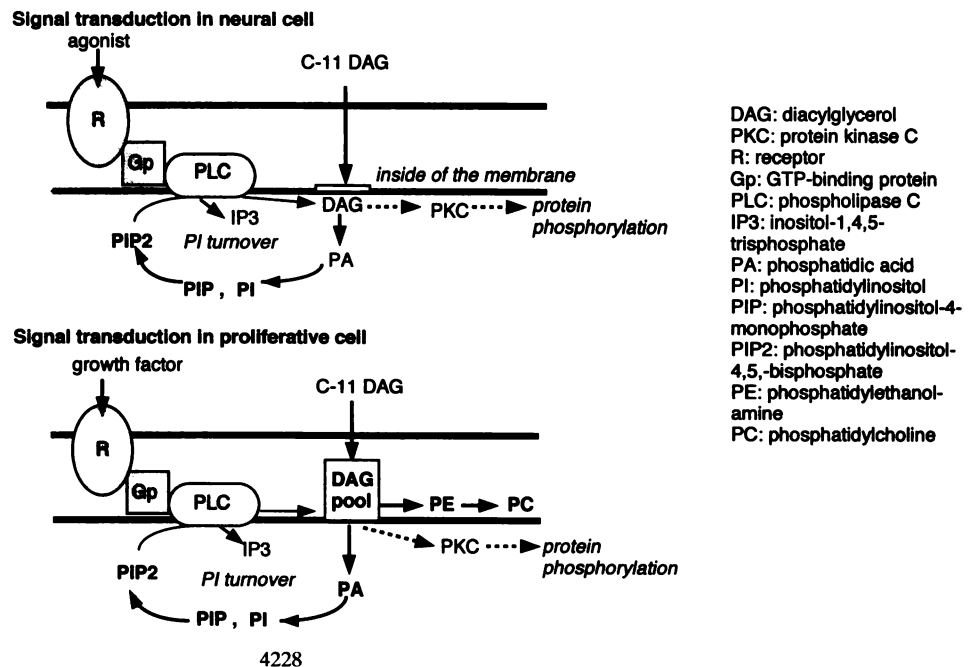 Signal transduction in neural cell
agonist
C-11 DAG
R
Gp
PLC
inside of the membrane
IP3
DAG
PKC
protein
phosphorylation
PIP2
PI turnover
PA
PIP , PI
Signal transduction in proliferative cell
growth factor
C-11 DAG
R
DAG
pool
Gp
PLC
PE
PC
IP3
PKC
protein
phosphorylation
PIP2
PI turnover
PA
PIP , PI
4228
DAG: diacylglycerol
PKC: protein kinase C
R: receptor
Gp: GTP-binding protein
PLC: phospholipase C
IP3: inositol-1,4,5-
trisphosphate
PA: phosphatidic acid
PI: phosphatidylinositol
PIP: phosphatidylinositol-4-
monophosphate
PIP2: phosphatidylinositol-
4,5,-bisphosphate
PE: phosphatidylethanol-
amine
PC: phosphatidylcholine